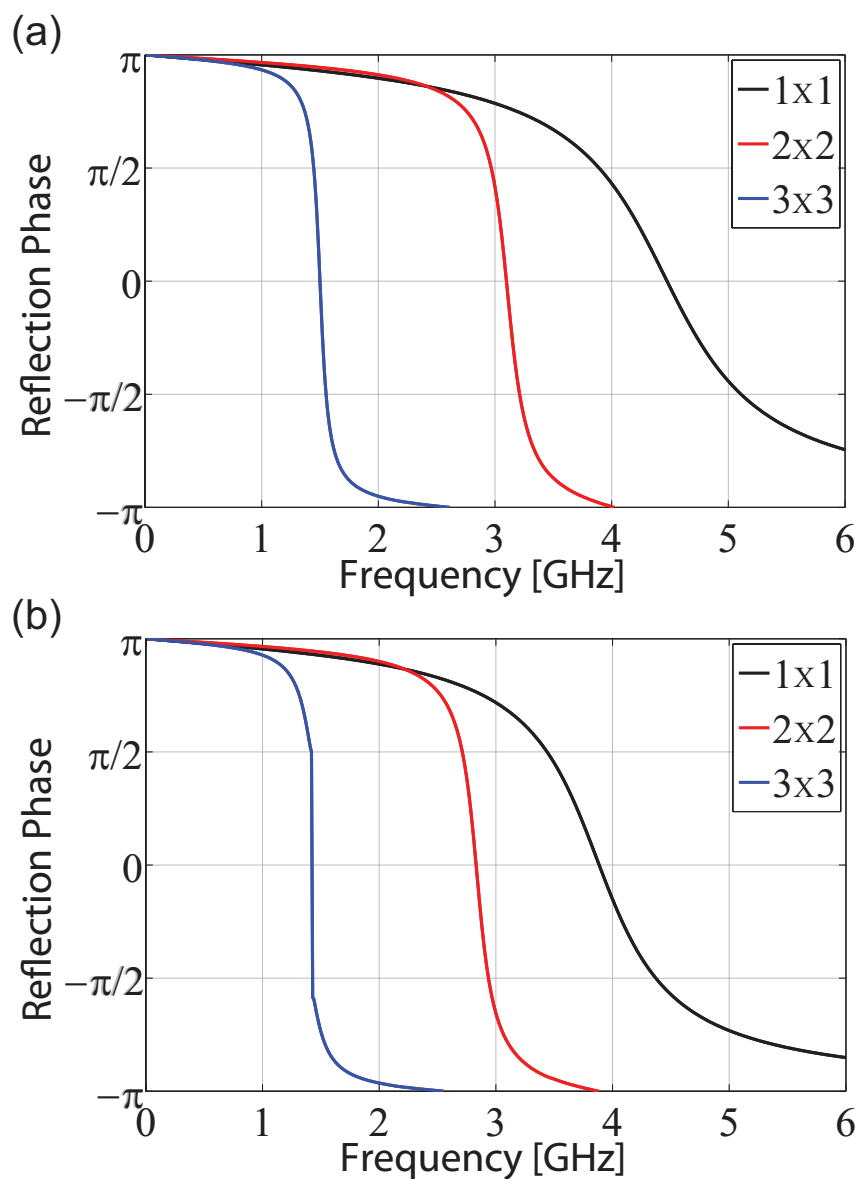 (a)
π
π/2
0
−π/2
−π
Reflection Phase
1x1
2x2
3x3
0 1 2 3 4 5 6
Frequency [GHz]
(b)
π
π/2
0
−π/2
−π
Reflection Phase
1x1
2x2
3x3
0 1 2 3 4 5 6
Frequency [GHz]